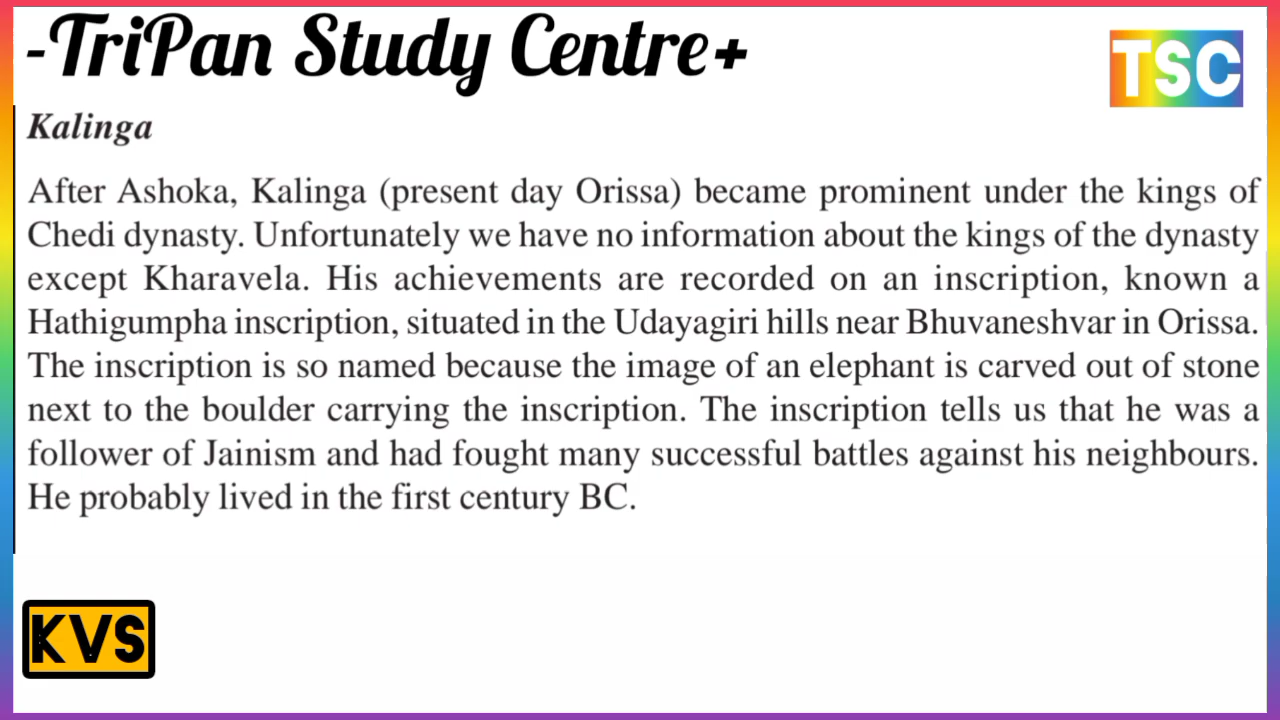 -TriPan Study Centre+
TSC
Kalinga
After Ashoka, Kalinga (present day Orissa) became prominent under the kings of
Chedi dynasty. Unfortunately we have no information about the kings of the dynasty
except Kharavela. His achievements are recorded on an inscription, known a
Hathigumpha inscription, situated in the Udayagiri hills near Bhuvaneshvar in Orissa.
The inscription is so named because the image of an elephant is carved out of stone
next to the boulder carrying the inscription. The inscription tells us that he was a
follower of Jainism and had fought many successful battles against his neighbours.
He probably lived in the first century BC.
KVS